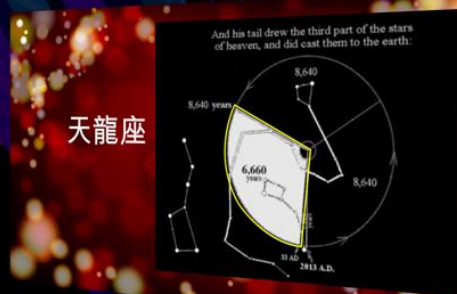 And his tail drew the third part of the stars
of heaven, and did cast them to the earth:
8,640
8,640 years
天龍座
6,660
years
8,640
years
33 AD
2013 A.D.